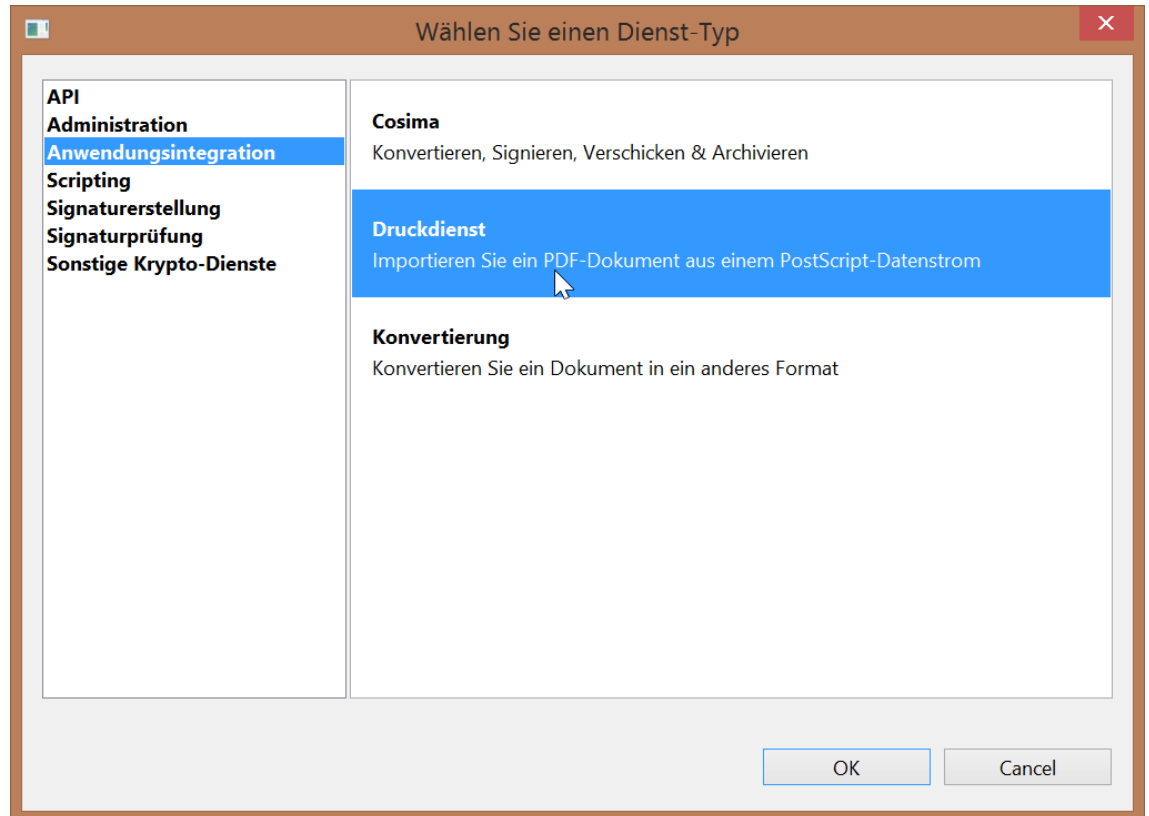 Wählen Sie einen Dienst-Typ
API
Administration
Anwendungsintegration
Scripting
Signaturerstellung
Signaturprüfung
Sonstige Krypto-Dienste
Cosima
Konvertieren, Signieren, Verschicken & Archivieren
Druckdienst
Importieren Sie ein PDF-Dokument aus einem PostScript-Datenstrom
Konvertierung
Konvertieren Sie ein Dokument in ein anderes Format
OK
Cancel